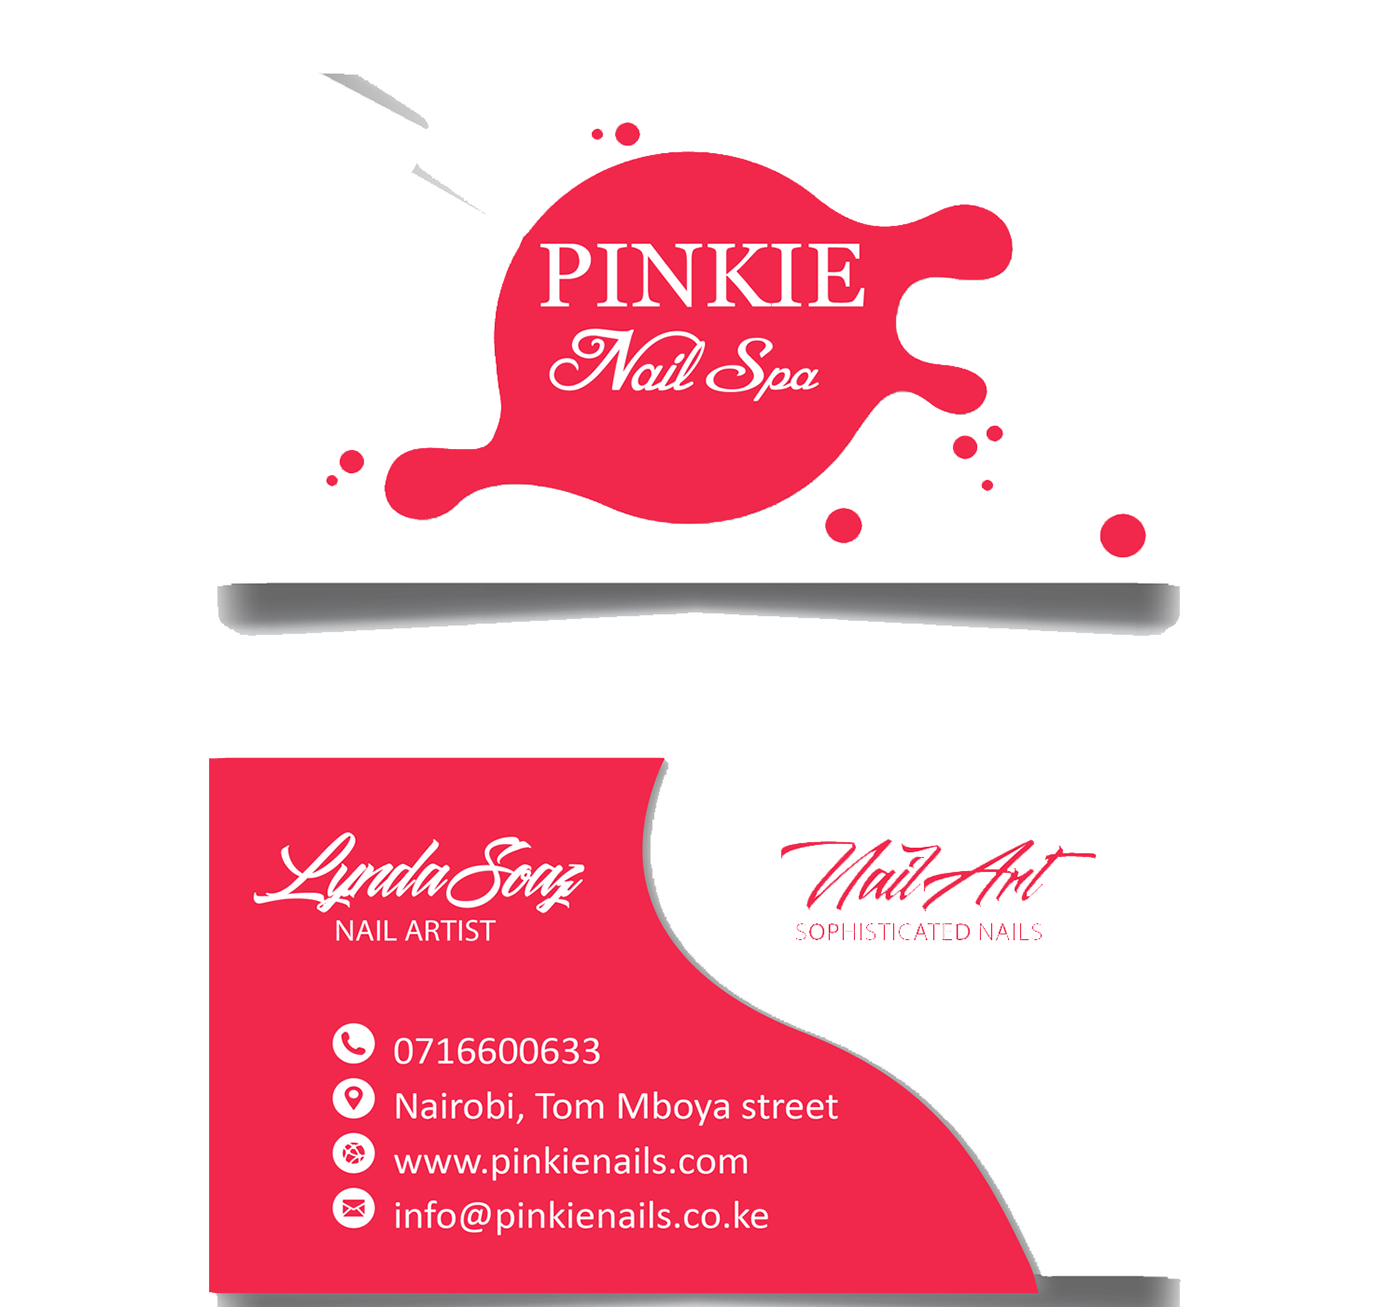 PINKIE
Nail Spa
Lynda Soaz
NAIL ARTIST
Nail Art
SOPHISTICATED NAILS
0716600633
Nairobi, Tom Mboya street
www.pinkienails.com
info@pinkienails.co.ke